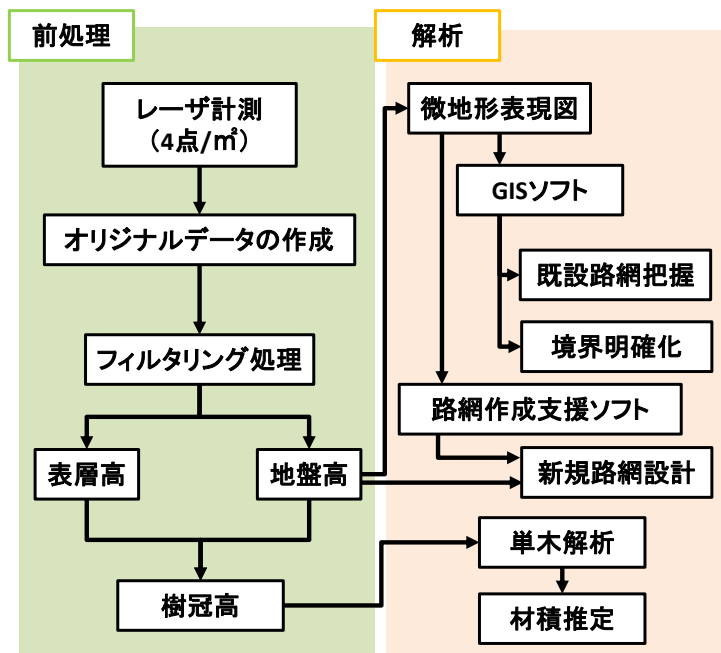 前処理
レーザ計測
（4点/㎡）
オリジナルデータの作成
フィルタリング処理
表層高
地盤高
樹冠高
解析
微地形表現図
GISソフト
既設路網把握
境界明確化
路網作成支援ソフト
新規路網設計
単木解析
材積推定